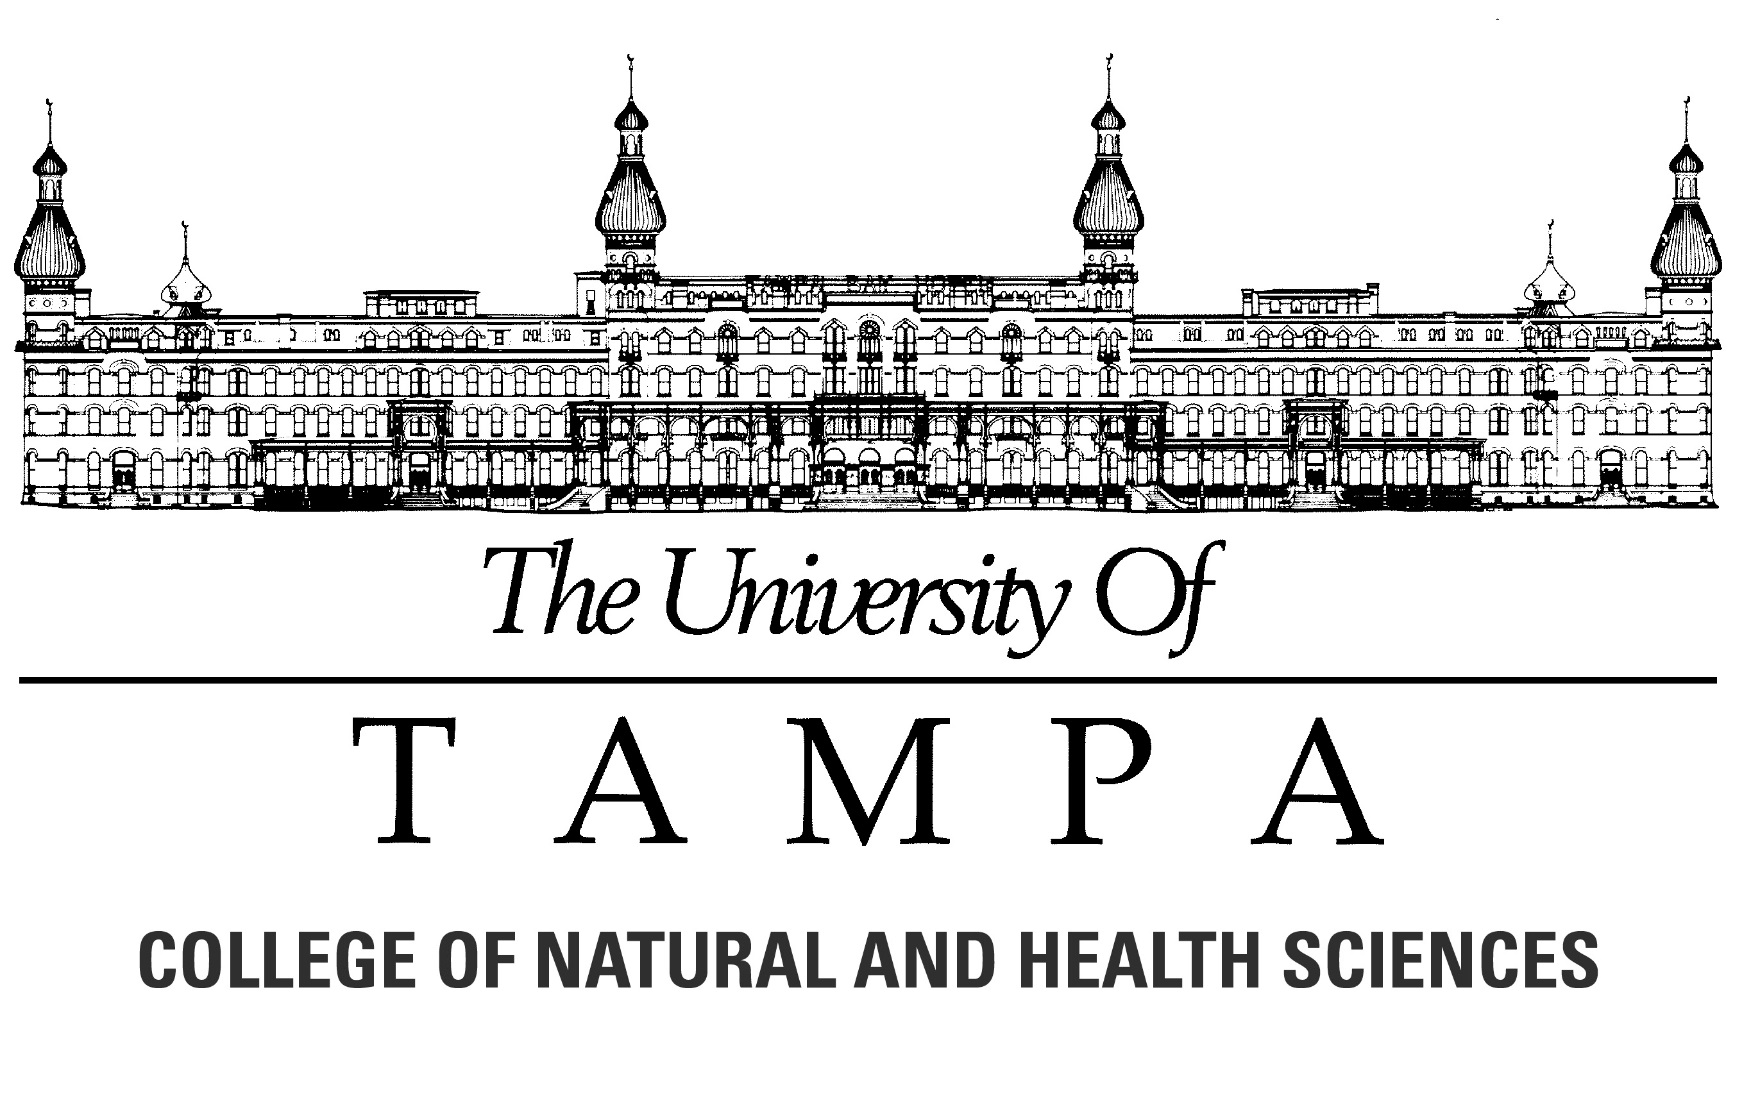 The University Of
TAMPA
COLLEGE OF NATURAL AND HEALTH SCIENCES